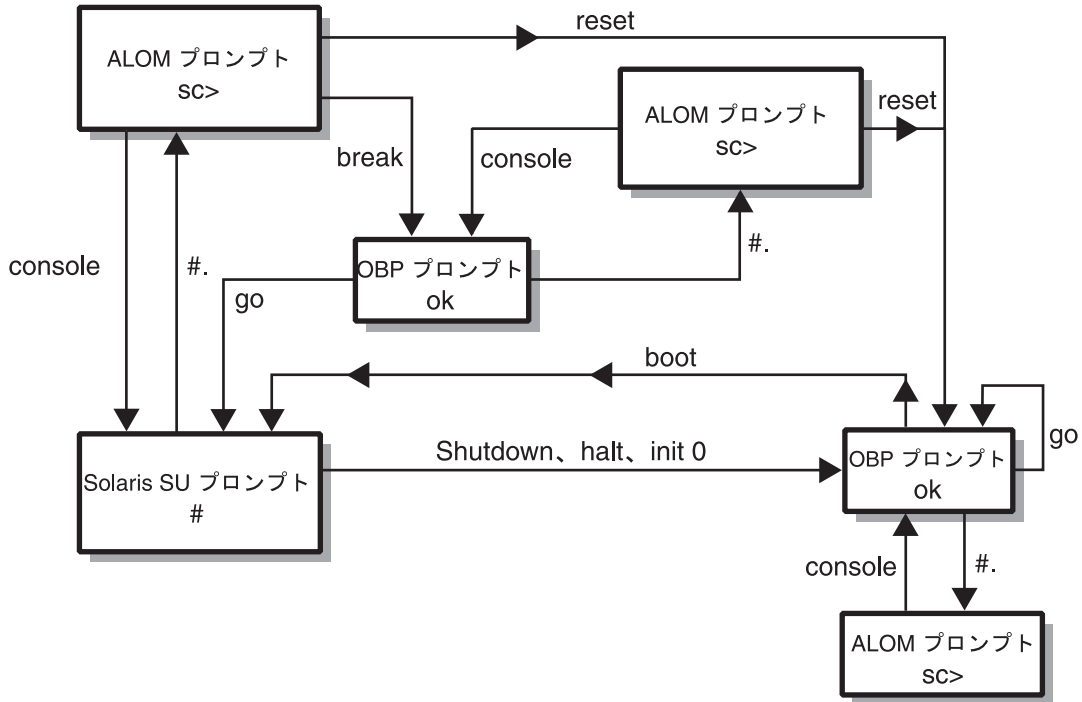 reset
ALOM プロンプト
sc>
ALOM プロンプト
sc>
reset
break
console
console
#.
#.
OBP プロンプト
ok
go
boot
go
Shutdown、halt、init 0
Solaris SU プロンプト
#
OBP プロンプト
ok
console
#.
ALOM プロンプト
sc>